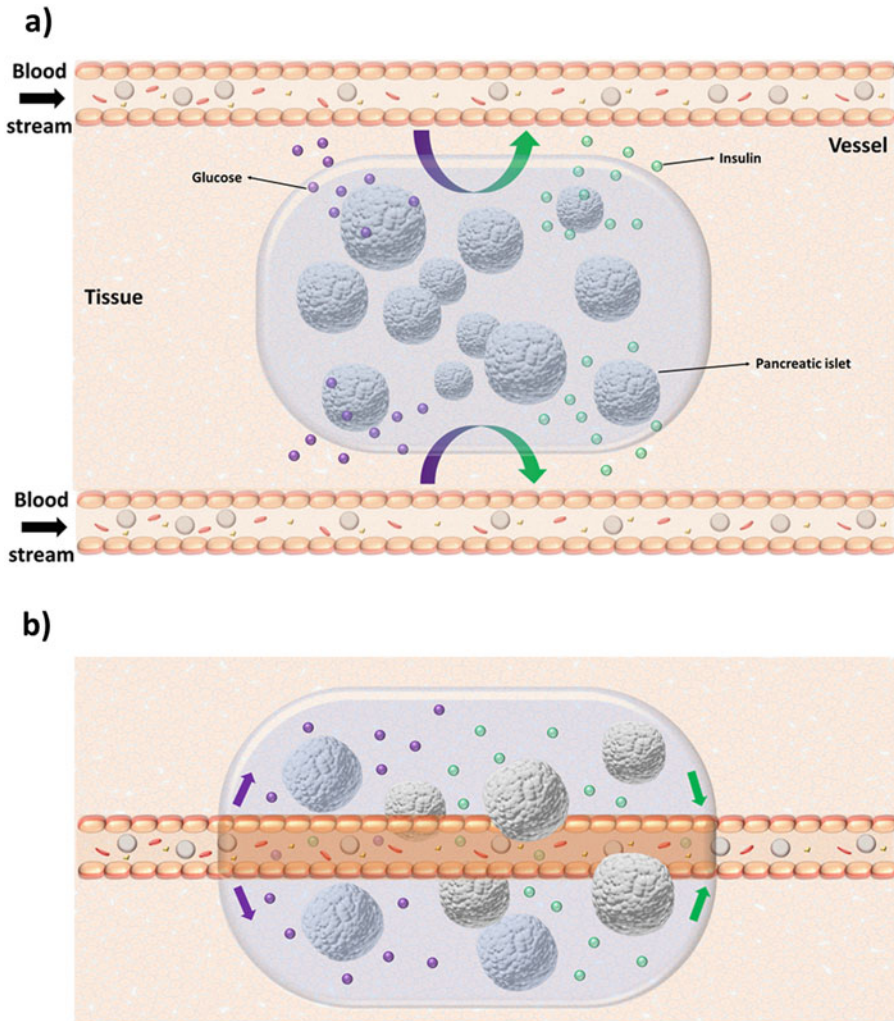 a)
Blood
stream
Vessel
Insulin
Glucose
Tissue
Pancreatic islet
Blood
stream
b)